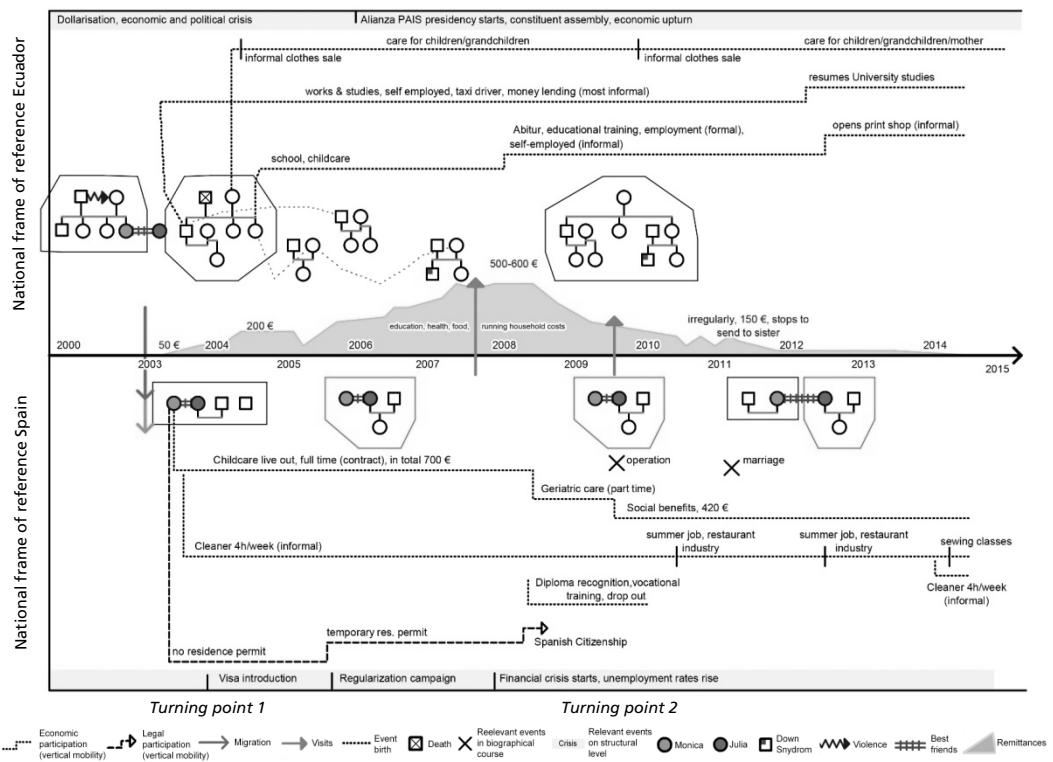 Dollarisation, economic and political crisis
Alianza PAIS presidency starts, constituent assembly, economic upturn
National frame of reference Ecuador
care for children/grandchildren
care for children/grandchildren/mother
informal clothes sale
informal clothes sale
resumes University studies
works & studies, self employed, taxi driver, money lending (most informal)
Abitur, educational training, employment (formal),
self-employed (informal)
opens print shop (informal)
school, childcare
500-600 €
200 €
50 €
education, health, food,
running household costs
irregularly, 150 €, stops to
send to sister
2000
2004
2006
2008
2010
2012
2014
2003
2005
2007
2009
2011
2013
2015
National frame of reference Spain
operation
marriage
Childcare live out, full time (contract), in total 700 €
Geriatric care (part time)
Social benefits, 420 €
Cleaner 4h/week (informal)
summer job, restaurant
industry
summer job, restaurant
industry
sewing classes
Cleaner 4h/week
(informal)
Diploma recognition,vocational
training, drop out
temporary res. permit
Spanish Citizenship
no residence permit
Visa introduction
Regularization campaign
Financial crisis starts, unemployment rates rise
Turning point 1
Turning point 2
Economic
participation
(vertical mobility)
Legal
participation
(vertical mobility)
Migration
Visits
Event
birth
Death
Reelevant events
in biographical
course
Crisis
Relevant events
on structural
level
Monica
Julia
Down
Snydrom
Violence
Best
friends
Remittances